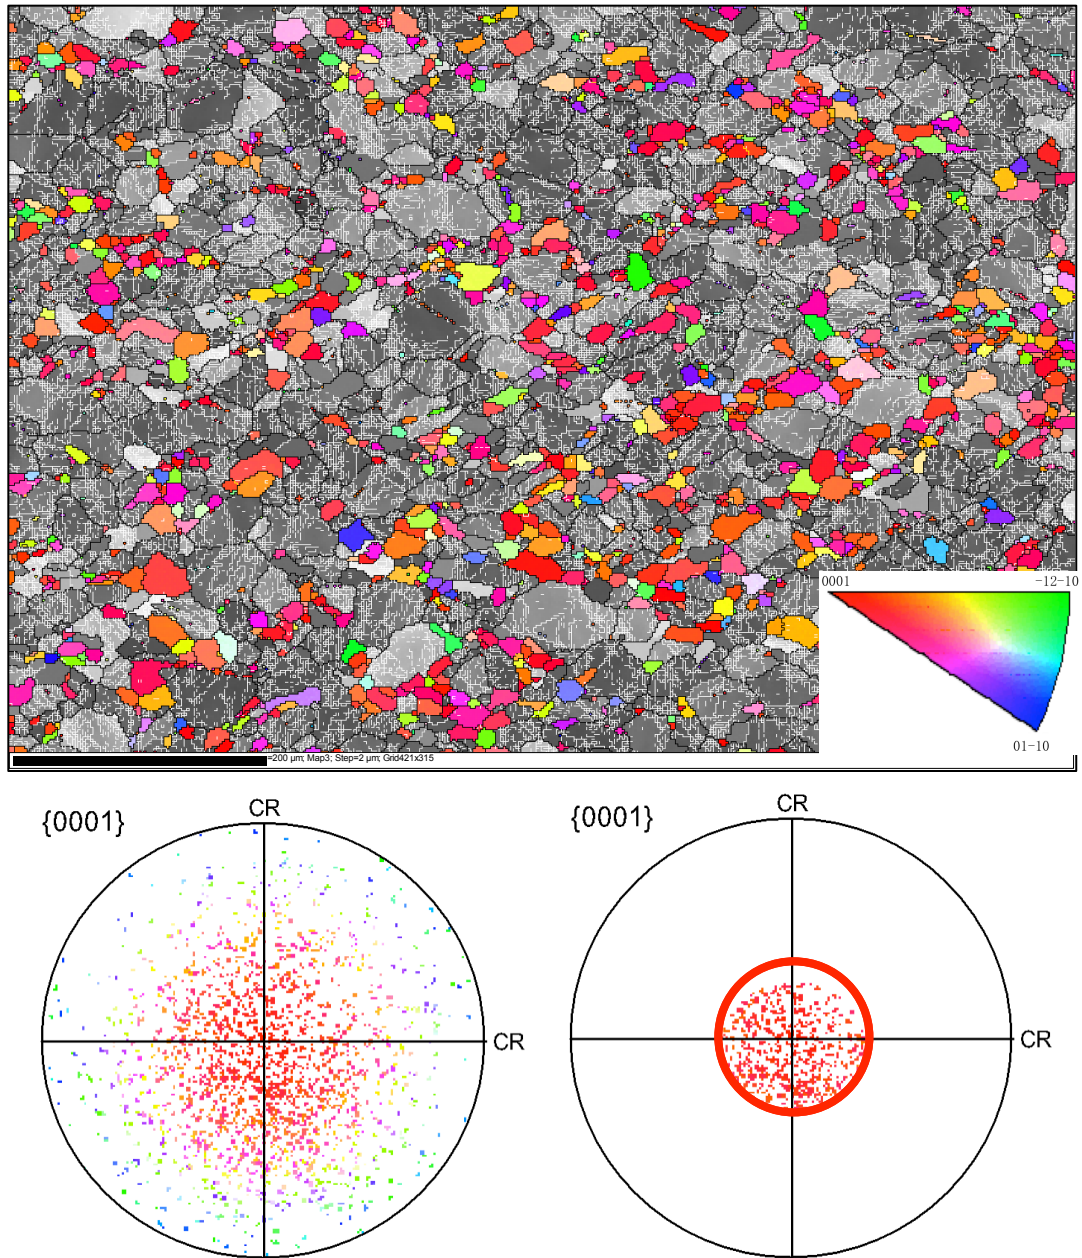 0001 -12-10
01-10
=200 µm; Map3; Step=2 µm; Grid421x315
{0001} CR {0001} CR
CR CR